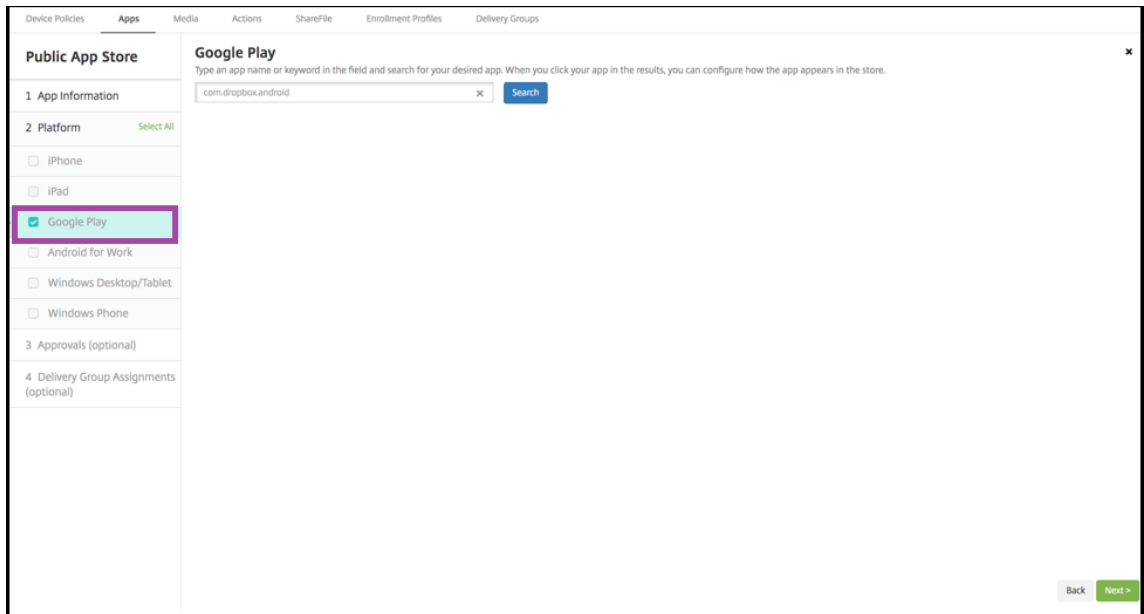 Device Policies Apps Media Actions ShareFile Enrollment Profiles Delivery Groups
Public App Store
1 App Information
2 Platform Select All
iPhone
iPad
Google Play
Android for Work
Windows Desktop/Tablet
Windows Phone
3 Approvals (optional)
4 Delivery Group Assignments
(optional)
Google Play
Type an app name or keyword in the field and search for your desired app. When you click your app in the results, you can configure how the app appears in the store.
com.dropbox.android × Search
Back Next >